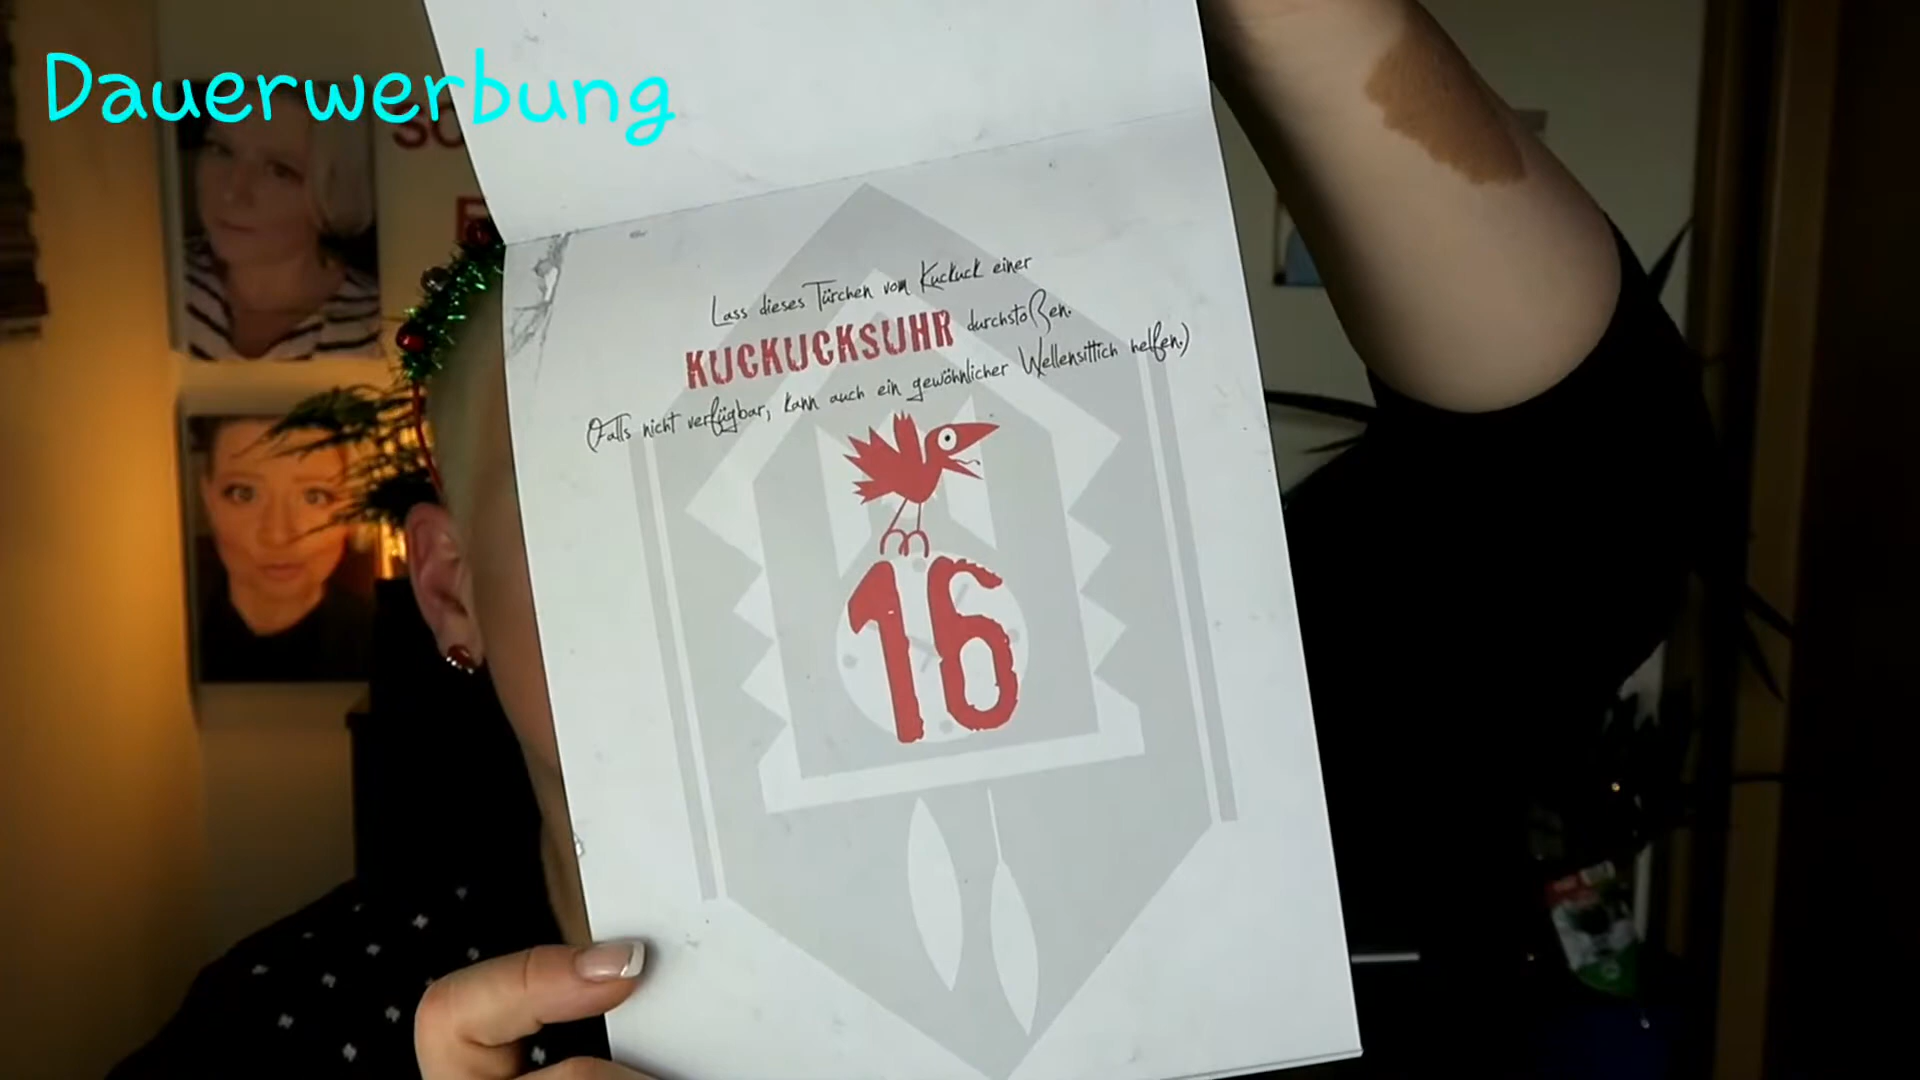 Dauerwerbung
SO
Lass dieses Türchen vom Kuckuck einer
KUCKUCKSUHR durchstoßen.
(Falls nicht verfügbar, kann auch ein gewöhnlicher Wellensittich helfen.)
16